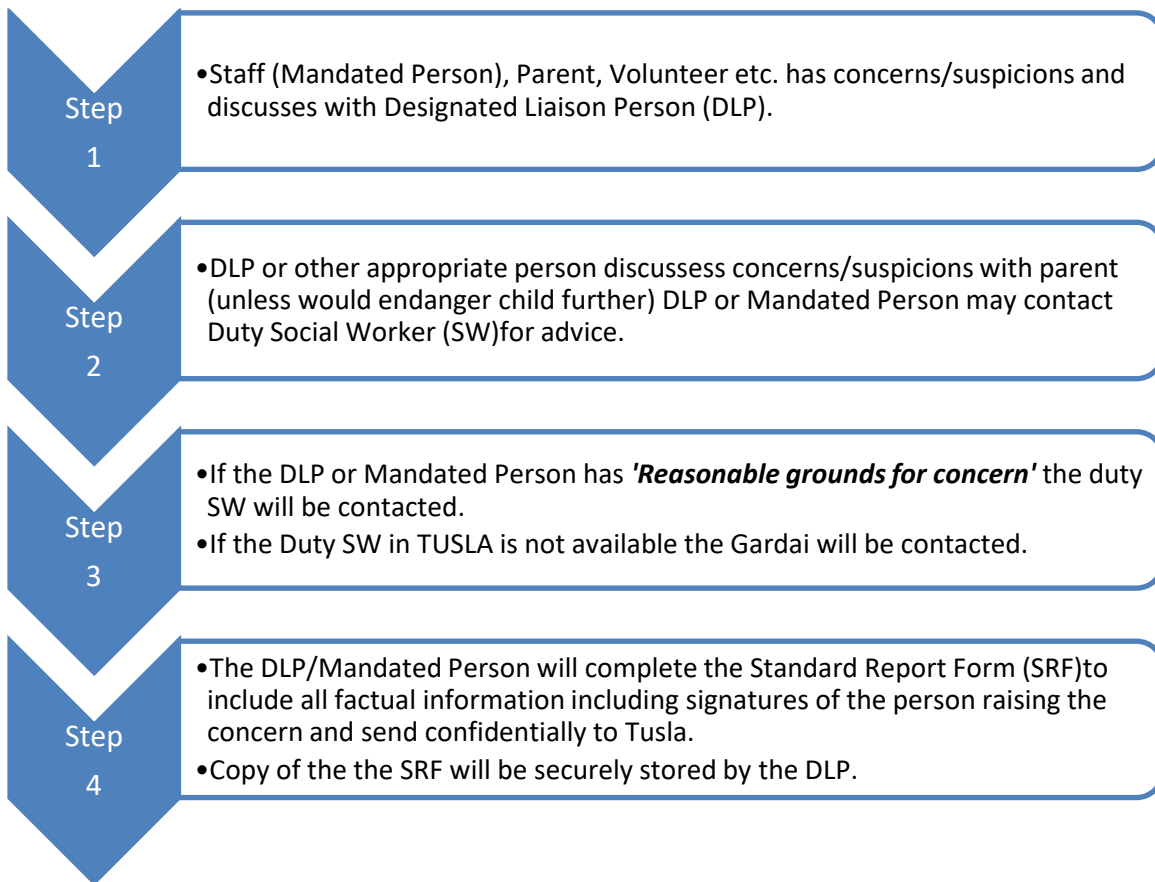 Step
1
•Staff (Mandated Person), Parent, Volunteer etc. has concerns/suspicions and
discusses with Designated Liaison Person (DLP).
Step
2
•DLP or other appropriate person discussess concerns/suspicions with parent
(unless would endanger child further) DLP or Mandated Person may contact
Duty Social Worker (SW)for advice.
Step
3
•If the DLP or Mandated Person has 'Reasonable grounds for concern' the duty
SW will be contacted.
•If the Duty SW in TUSLA is not available the Gardai will be contacted.
Step
4
•The DLP/Mandated Person will complete the Standard Report Form (SRF)to
include all factual information including signatures of the person raising the
concern and send confidentially to Tusla.
•Copy of the the SRF will be securely stored by the DLP.